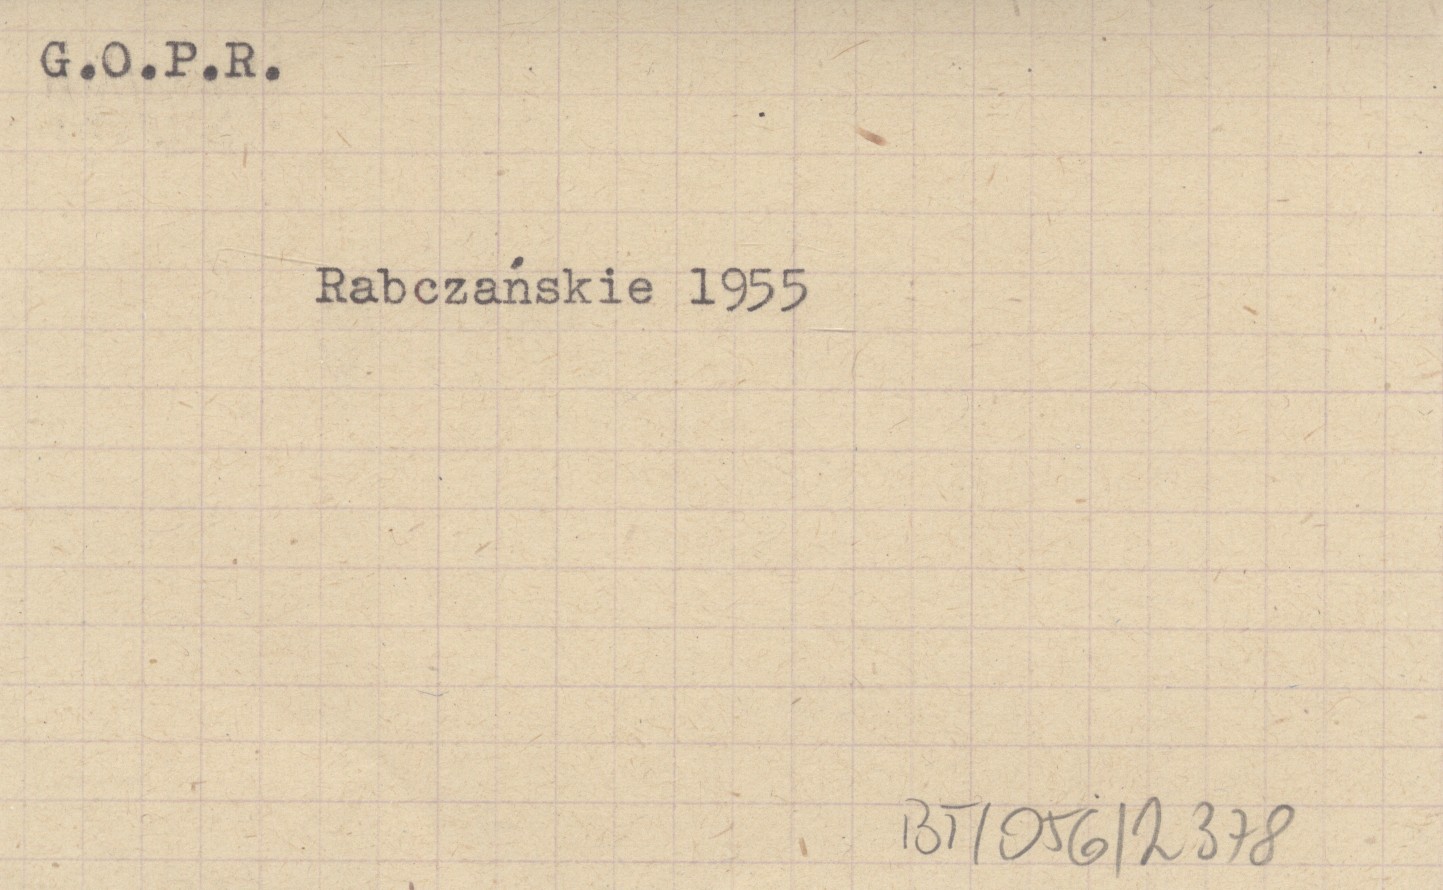 G.O.P.R.
Rabczańskie 1955
BT/056/2378